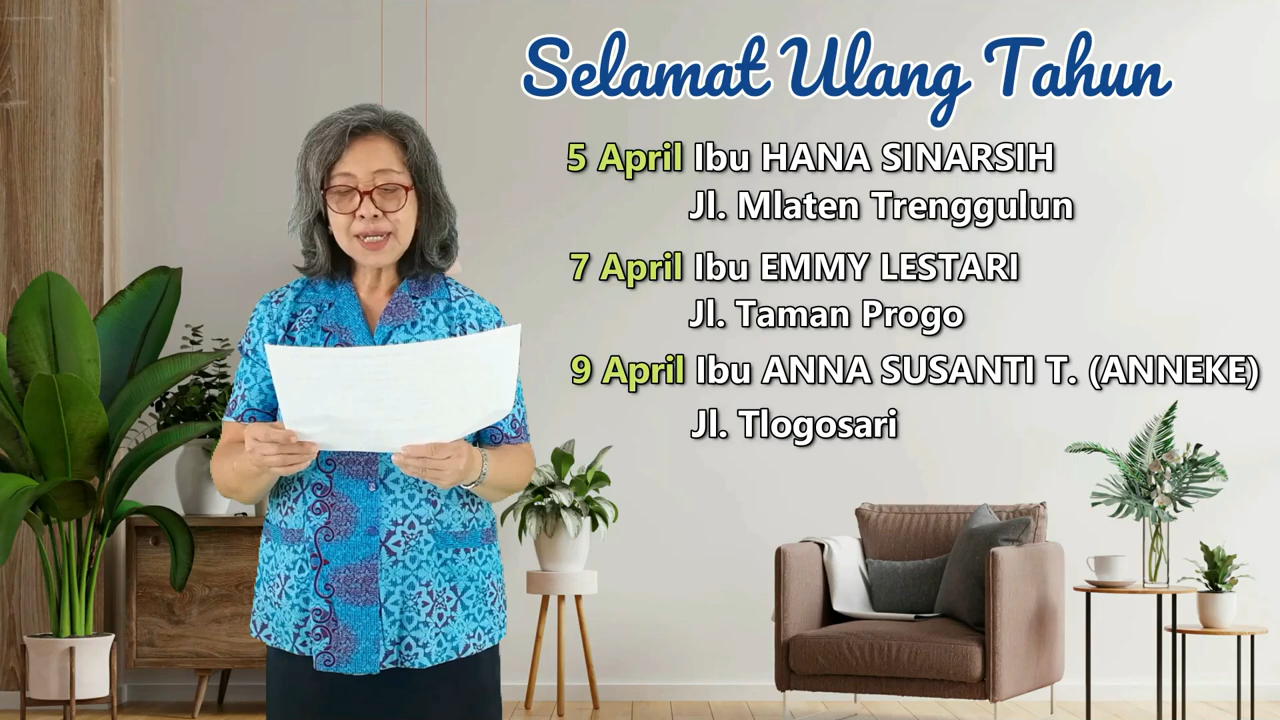 Selamat Ulang Tahun
5 April Ibu HANA SINARSIH
Jl. Mlaten Trenggulun
7 April Ibu EMMY LESTARI
Jl. Taman Progo
9 April Ibu ANNA SUSANTI T. (ANNEKE)
Jl. Tlogosari